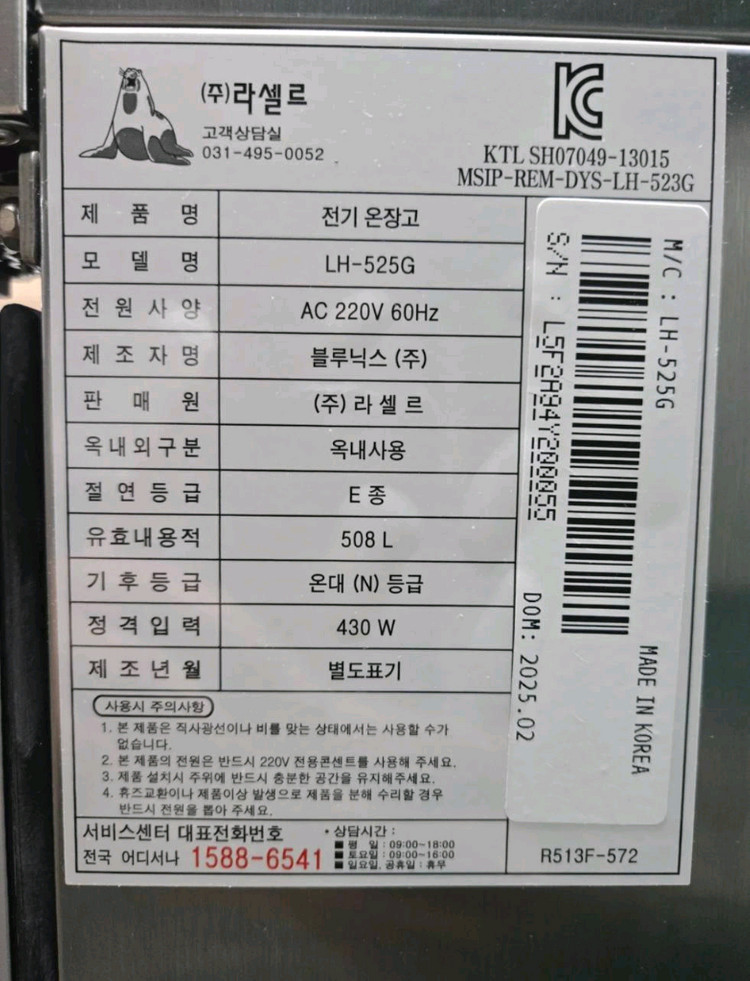 (주)라셀르
고객상담실
031-495-0052
KC
KTL SH07049-13015
MSIP-REM-DYS-LH-523G
제 품 명 전기 온장고
모 델 명 LH-525G
전 원 사 양 AC 220V 60Hz
제 조 자 명 블루닉스 (주)
판 매 원 (주) 라 셀 르
옥 내 외 구 분 옥내사용
절 연 등 급 E 종
유 효 내 용 적 508 L
기 후 등 급 온대 (N) 등급
정 격 입 력 430 W
제 조 년 월 별도표기
사용시 주의사항
1. 본 제품은 직사광선이나 비를 맞는 상태에서는 사용할 수가
없습니다.
2. 본 제품의 전원은 반드시 220V 전용콘센트를 사용해 주세요.
3. 제품 설치시 주위에 반드시 충분한 공간을 유지해주세요.
4. 휴즈교환이나 제품이상 발생으로 제품을 분해 수리할 경우
반드시 전원을 뽑아 주세요.
서비스센터 대표전화번호
전국 어디서나 1588-6541
* 상담시간 :
■ 평 일 : 09:00~18:00
■ 토요일 : 09:00~16:00
■ 일요일, 공휴일 : 휴무
R513F-572
M/C : LH-525G
S/N : L5F2A94Y200055
DOM: 2025.02
MADE IN KOREA